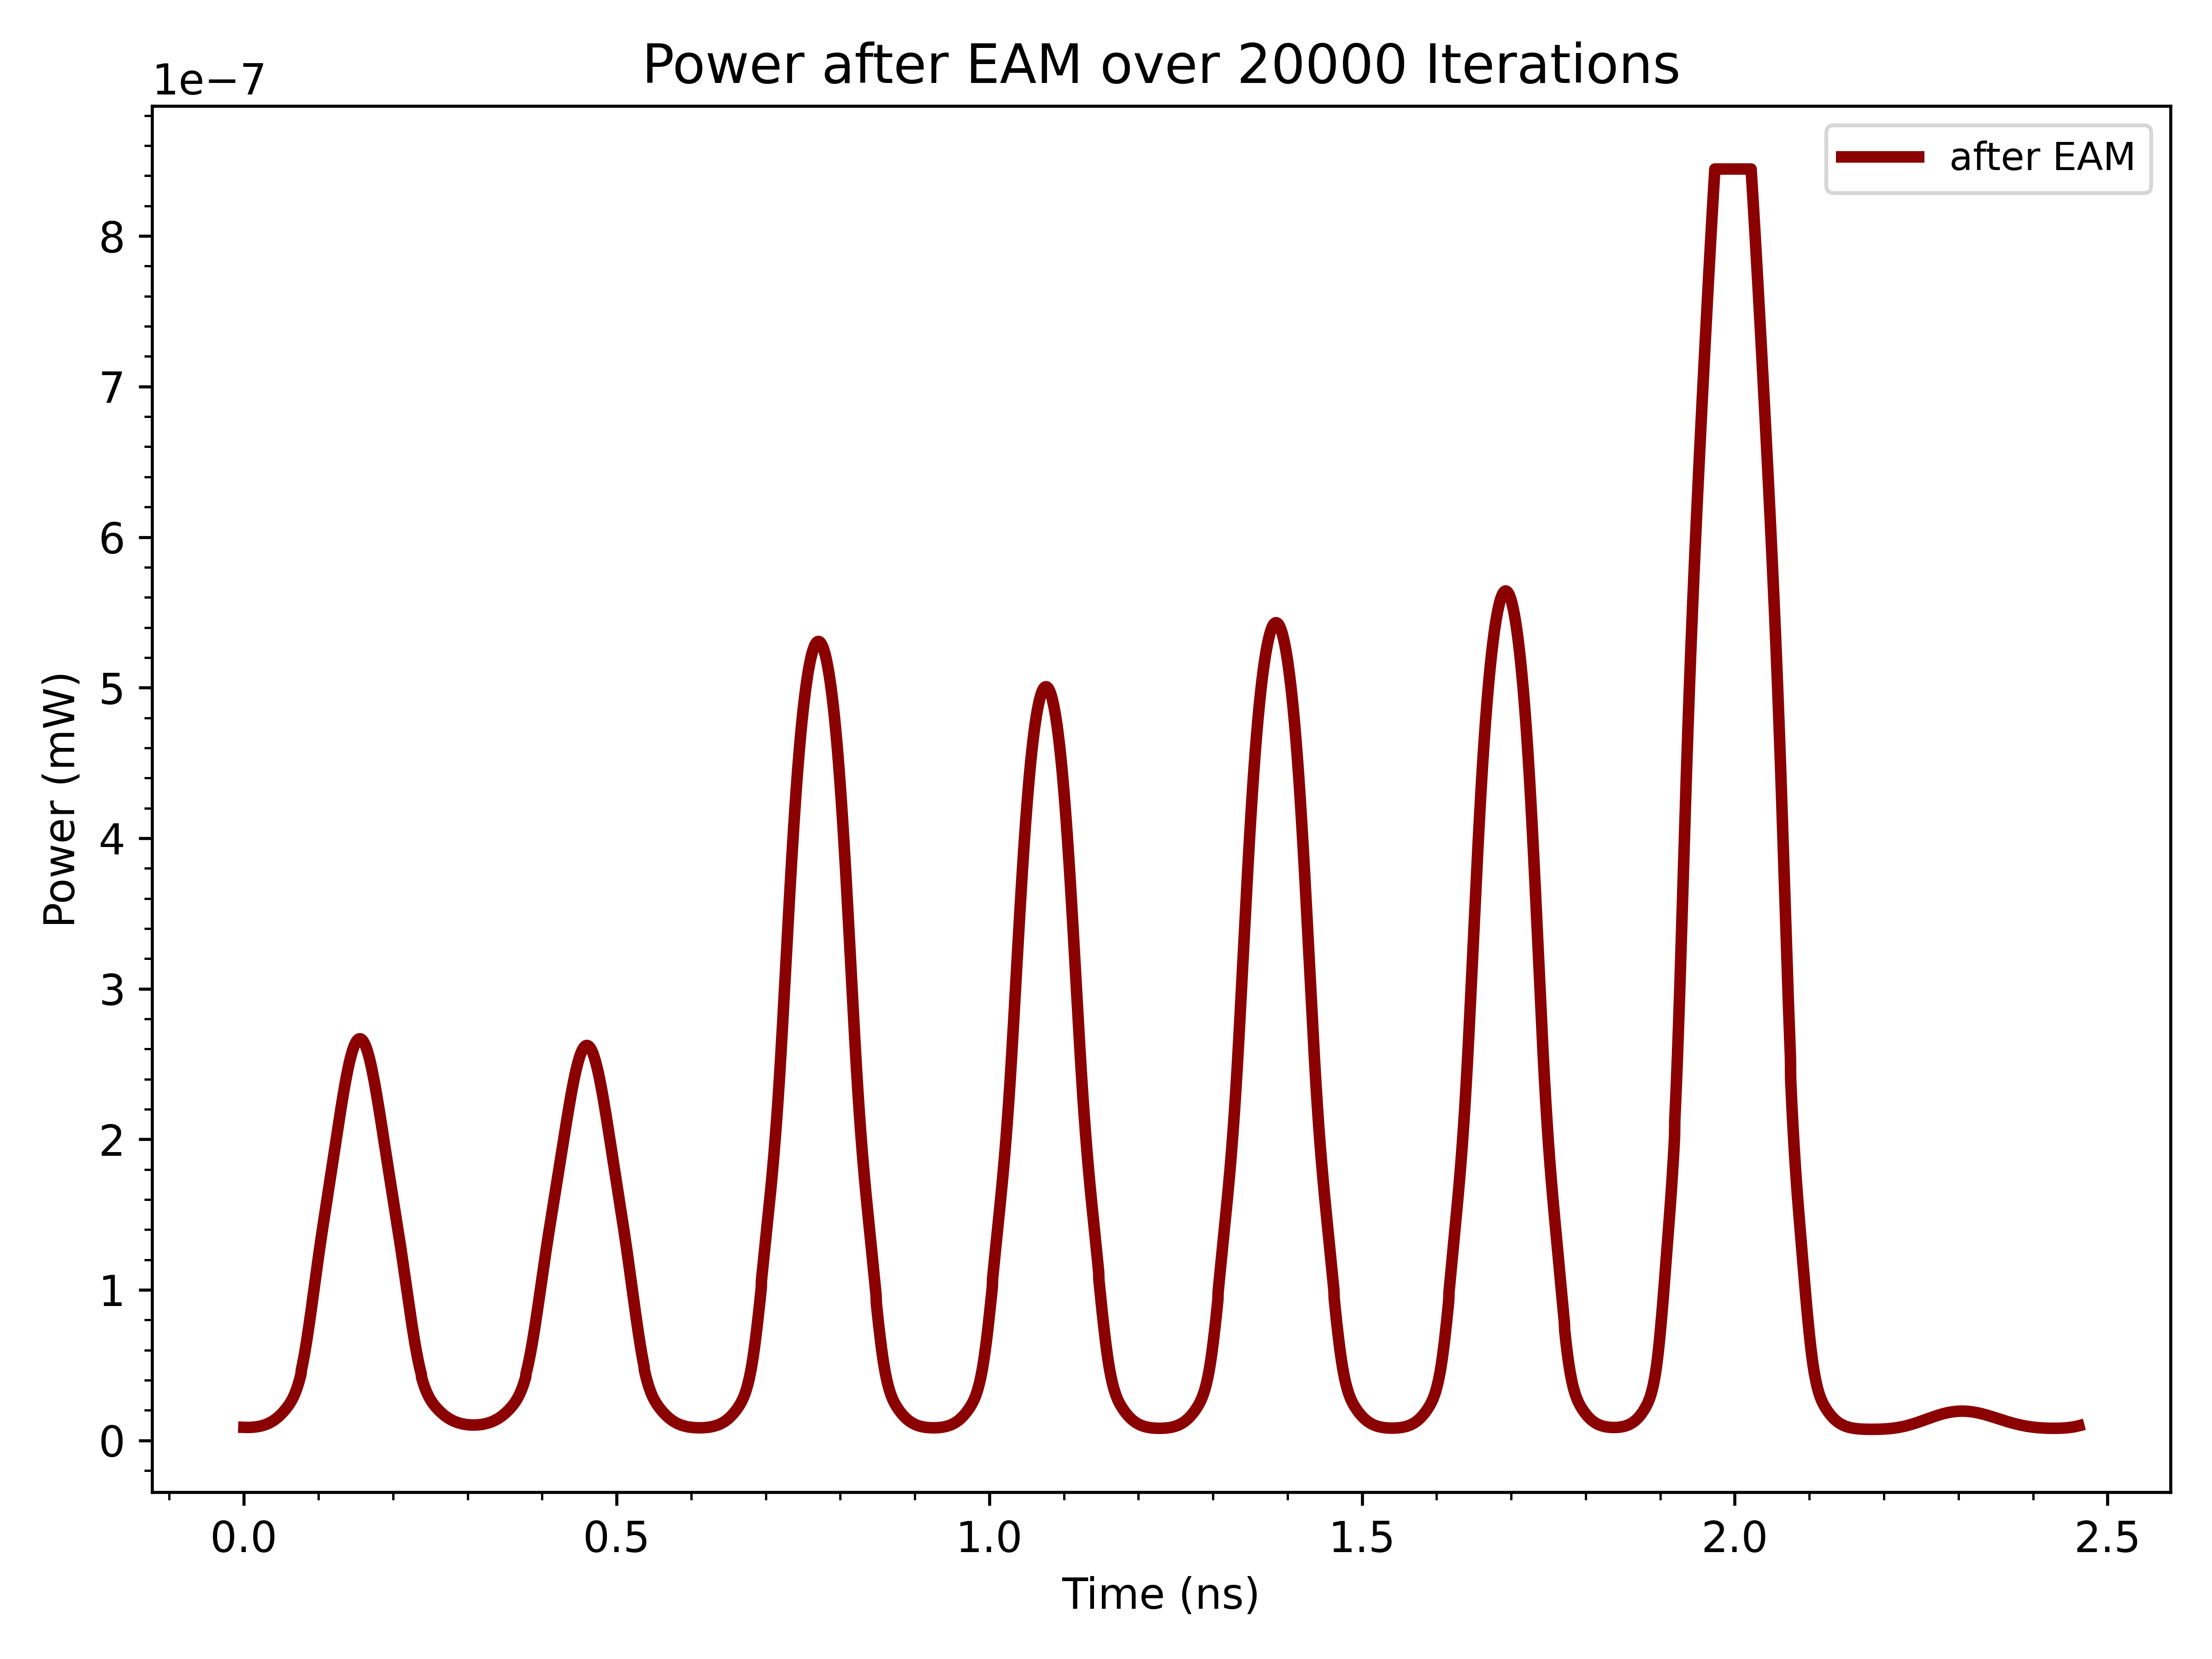 Power after EAM over 20000 Iterations
1e−7
after EAM
8
7
6
5
4
3
2
1
0
Power (mW)
0.0 0.5 1.0 1.5 2.0 2.5
Time (ns)